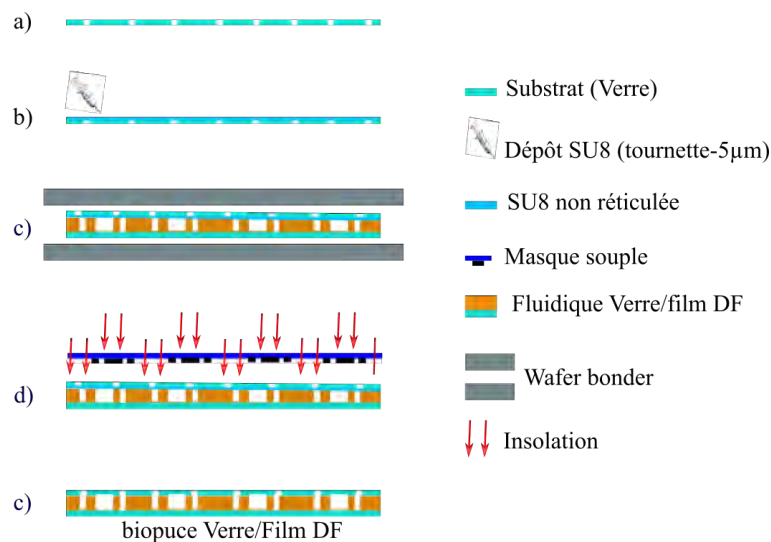 a)
b)
c)
d)
c)
biopuce Verre/Film DF
Substrat (Verre)
Dépôt SU8 (tournette-5µm)
SU8 non réticulée
Masque souple
Fluidique Verre/film DF
Wafer bonder
Insolation